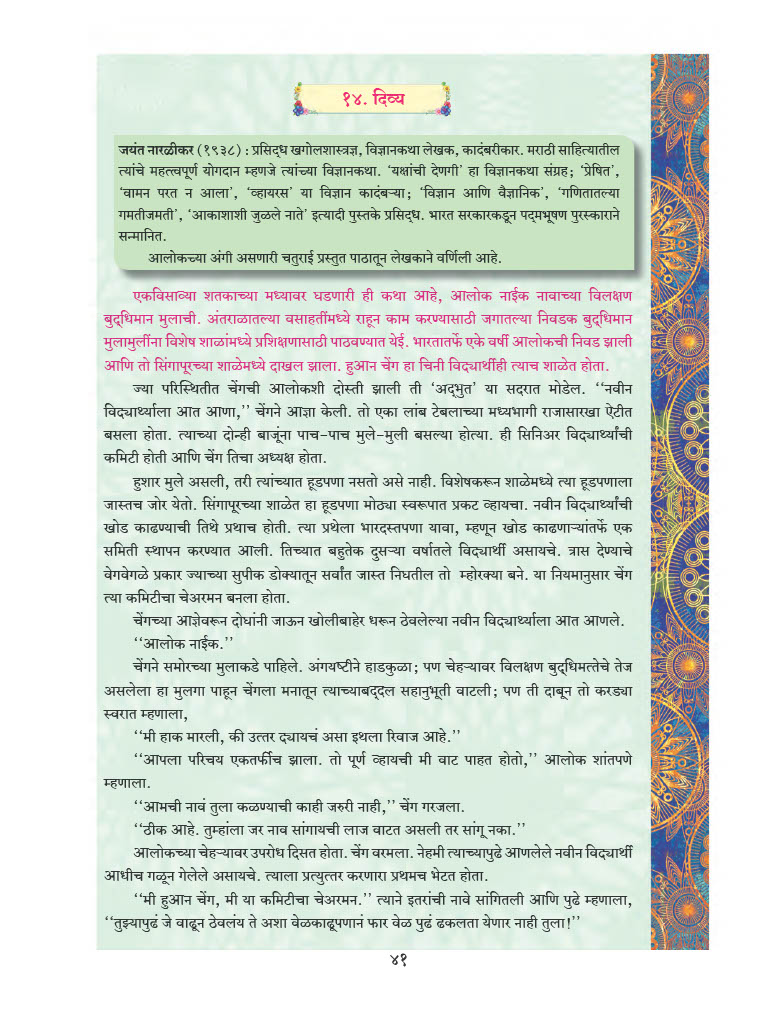 १४. दिव्य
जयंत नारळीकर (१९३८) : प्रसिद्ध खगोलशास्त्रज्ञ, विज्ञानकथा लेखक, कादंबरीकार. मराठी साहित्यातील
त्यांचे महत्त्वपूर्ण योगदान म्हणजे त्यांच्या विज्ञानकथा. ‘यक्षांची देणगी’ हा विज्ञानकथा संग्रह; ‘प्रेषित’,
‘वामन परत न आला’, ‘व्हायरस’ या विज्ञान कादंबऱ्या; ‘विज्ञान आणि वैज्ञानिक’, ‘गणितातल्या
गमतीजमती’, ‘आकाशाशी जुळले नाते’ इत्यादी पुस्तके प्रसिद्ध. भारत सरकारकडून पद्मभूषण पुरस्काराने
सन्मानित.
आलोकच्या अंगी असणारी चतुराई प्रस्तुत पाठातून लेखकाने वर्णिली आहे.
एकविसाव्या शतकाच्या मध्यावर घडणारी ही कथा आहे, आलोक नाईक नावाच्या विलक्षण
बुद्धिमान मुलाची. अंतराळातल्या वसाहतींमध्ये राहून काम करण्यासाठी जगातल्या निवडक बुद्धिमान
मुलामुलींना विशेष शाळांमध्ये प्रशिक्षणासाठी पाठवण्यात येई. भारतातर्फे एके वर्षी आलोकची निवड झाली
आणि तो सिंगापूरच्या शाळेमध्ये दाखल झाला. हुआन चेंग हा चिनी विद्यार्थीही त्याच शाळेत होता.
ज्या परिस्थितीत चेंगची आलोकशी दोस्ती झाली ती ‘अद्भुत’ या सदरात मोडेल. ‘‘नवीन
विद्यार्थ्याला आत आणा,’’ चेंगने आज्ञा केली. तो एका लांब टेबलाच्या मध्यभागी राजासारखा ऐटीत
बसला होता. त्याच्या दोन्ही बाजूंना पाच-पाच मुले-मुली बसल्या होत्या. ही सिनिअर विद्यार्थ्यांची
कमिटी होती आणि चेंग तिचा अध्यक्ष होता.
हुशार मुले असली, तरी त्यांच्यात हूडपणा नसतो असे नाही. विशेषकरून शाळेमध्ये त्या हूडपणाला
जास्तच जोर येतो. सिंगापूरच्या शाळेत हा हूडपणा मोठ्या स्वरूपात प्रकट व्हायचा. नवीन विद्यार्थ्यांची
खोड काढण्याची तिथे प्रथाच होती. त्या प्रथेला भारदस्तपणा यावा, म्हणून खोड काढणाऱ्यांतर्फे एक
समिती स्थापन करण्यात आली. तिच्यात बहुतेक दुसऱ्या वर्षातले विद्यार्थी असायचे. त्रास देण्याचे
वेगवेगळे प्रकार ज्याच्या सुपीक डोक्यातून सर्वांत जास्त निघतील तो म्होरक्या बने. या नियमानुसार चेंग
त्या कमिटीचा चेअरमन बनला होता.
चेंगच्या आज्ञेवरून दोघांनी जाऊन खोलीबाहेर धरून ठेवलेल्या नवीन विद्यार्थ्याला आत आणले.
‘‘आलोक नाईक.’’
चेंगने समोरच्या मुलाकडे पाहिले. अंगयष्टीने हाडकुळा; पण चेहऱ्यावर विलक्षण बुद्धिमत्तेचे तेज
असलेला हा मुलगा पाहून चेंगला मनातून त्याच्याबद्दल सहानुभूती वाटली; पण ती दाबून तो करड्या
स्वरात म्हणाला,
‘‘मी हाक मारली, की उत्तर द्यायचं असा इथला रिवाज आहे.’’
‘‘आपला परिचय एकतर्फीच झाला. तो पूर्ण व्हायची मी वाट पाहत होतो,’’ आलोक शांतपणे
म्हणाला.
‘‘आमची नावं तुला कळण्याची काही जरुरी नाही,’’ चेंग गरजला.
‘‘ठीक आहे. तुम्हांला जर नाव सांगायची लाज वाटत असली तर सांगू नका.’’
आलोकच्या चेहऱ्यावर उपरोध दिसत होता. चेंग वरमला. नेहमी त्याच्यापुढे आणलेले नवीन विद्यार्थी
आधीच गळून गेलेले असायचे. त्याला प्रत्युत्तर करणारा प्रथमच भेटत होता.
‘‘मी हुआन चेंग, मी या कमिटीचा चेअरमन.’’ त्याने इतरांची नावे सांगितली आणि पुढे म्हणाला,
‘‘तुझ्यापुढं जे वाढून ठेवलंय ते अशा वेळकाढूपणानं फार वेळ पुढं ढकलता येणार नाही तुला!’’
४१